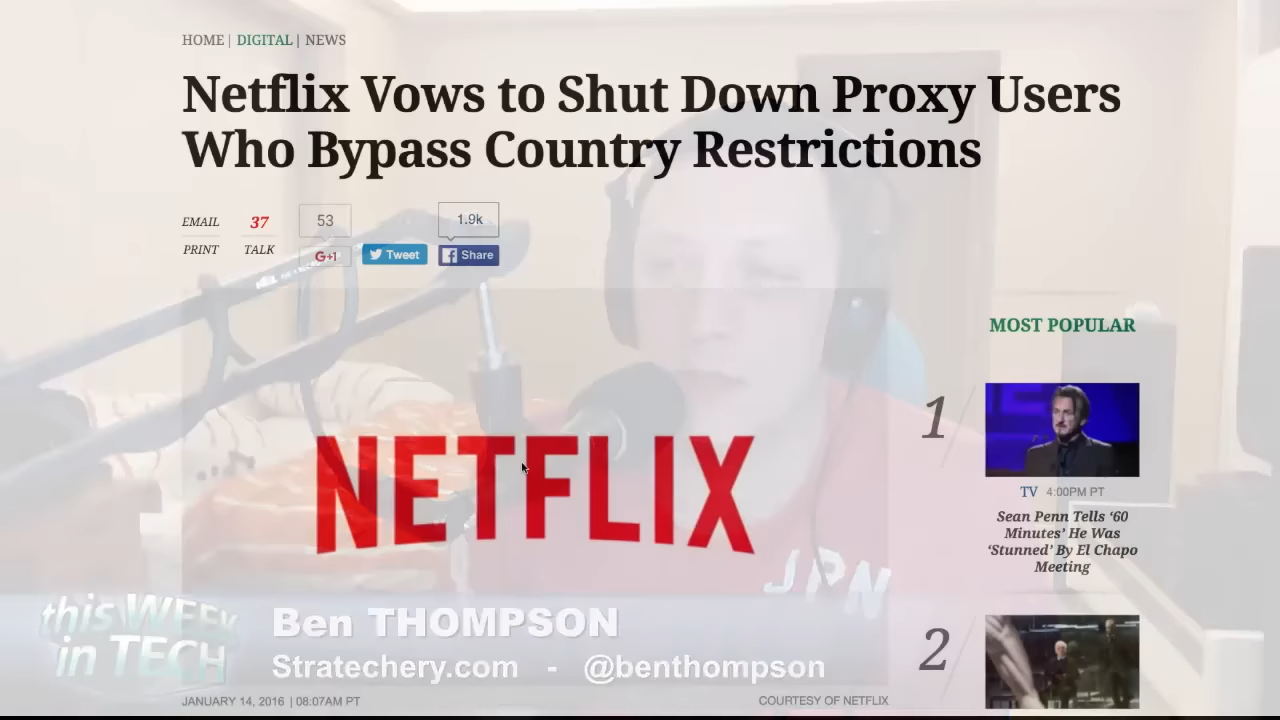 HOME | DIGITAL | NEWS
Netflix Vows to Shut Down Proxy Users
Who Bypass Country Restrictions
EMAIL
37
53
1.9k
PRINT
TALK
G+1
Tweet
Share
MOST POPULAR
1
NETFLIX
TV 4:00PM PT
Sean Penn Tells ‘60
Minutes’ He Was
‘Stunned’ By El Chapo
Meeting
JPN
this WEEK
in TECH
Ben THOMPSON
Stratechery.com - @benthompson
2
JANUARY 14, 2016 | 08:07AM PT
COURTESY OF NETFLIX